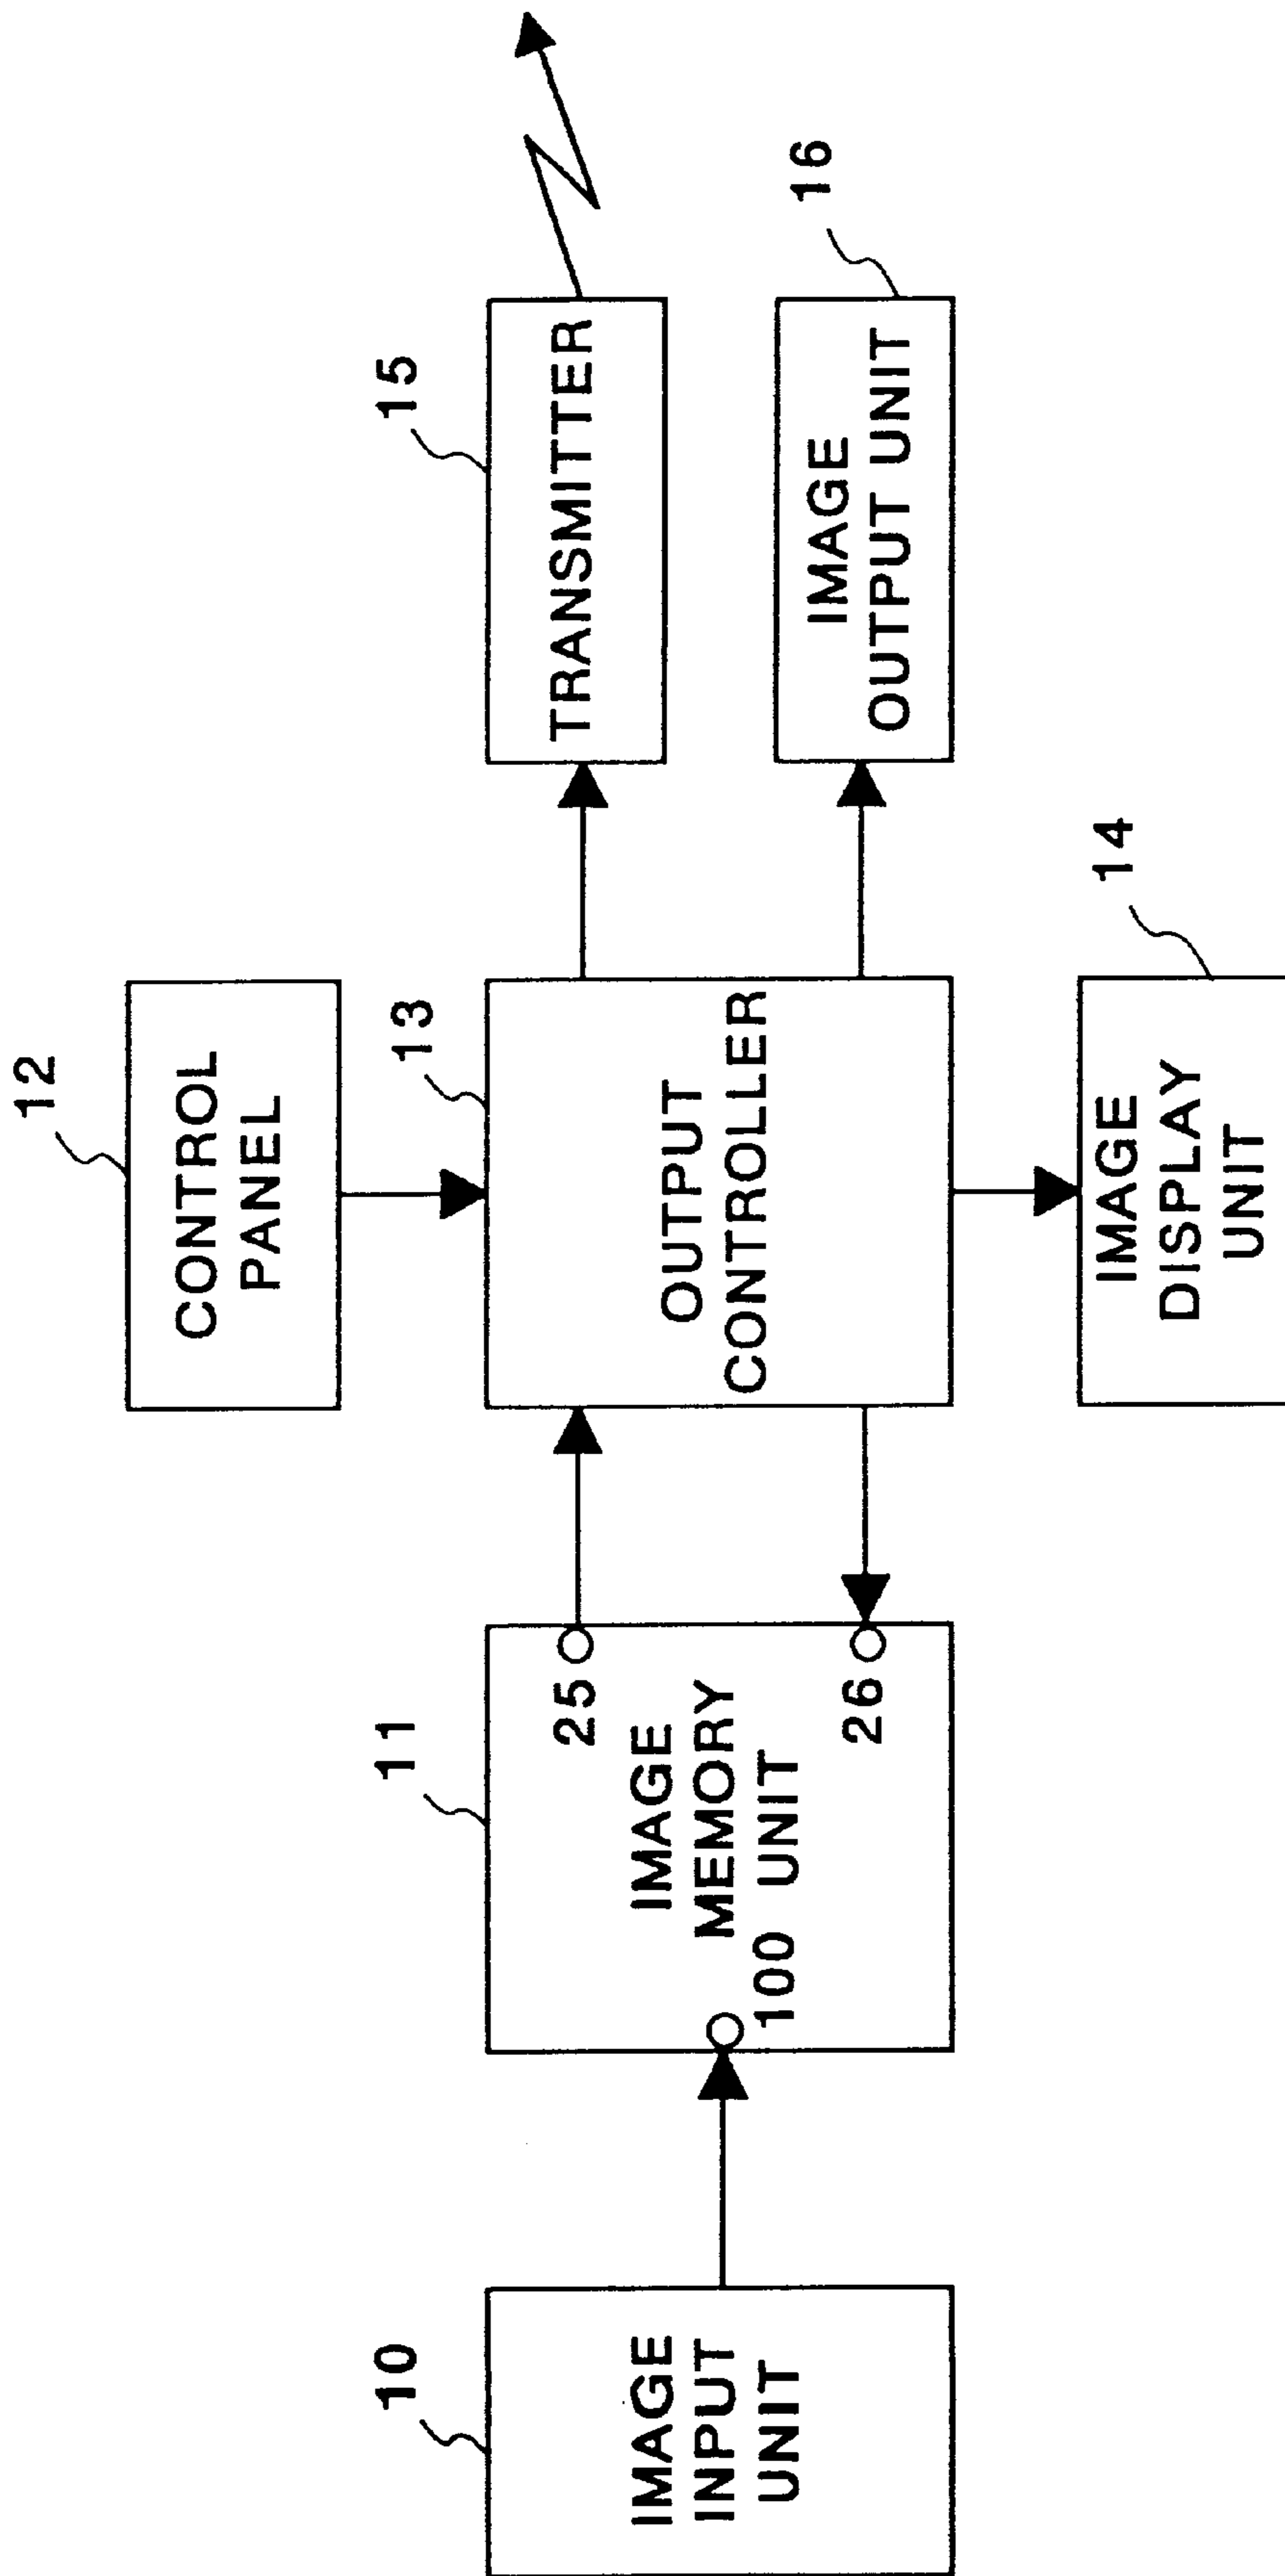 12
CONTROL
PANEL
10
IMAGE
INPUT
UNIT
11
100
IMAGE
MEMORY
UNIT
25
26
13
OUTPUT
CONTROLLER
15
TRANSMITTER
16
IMAGE
OUTPUT UNIT
14
IMAGE
DISPLAY
UNIT